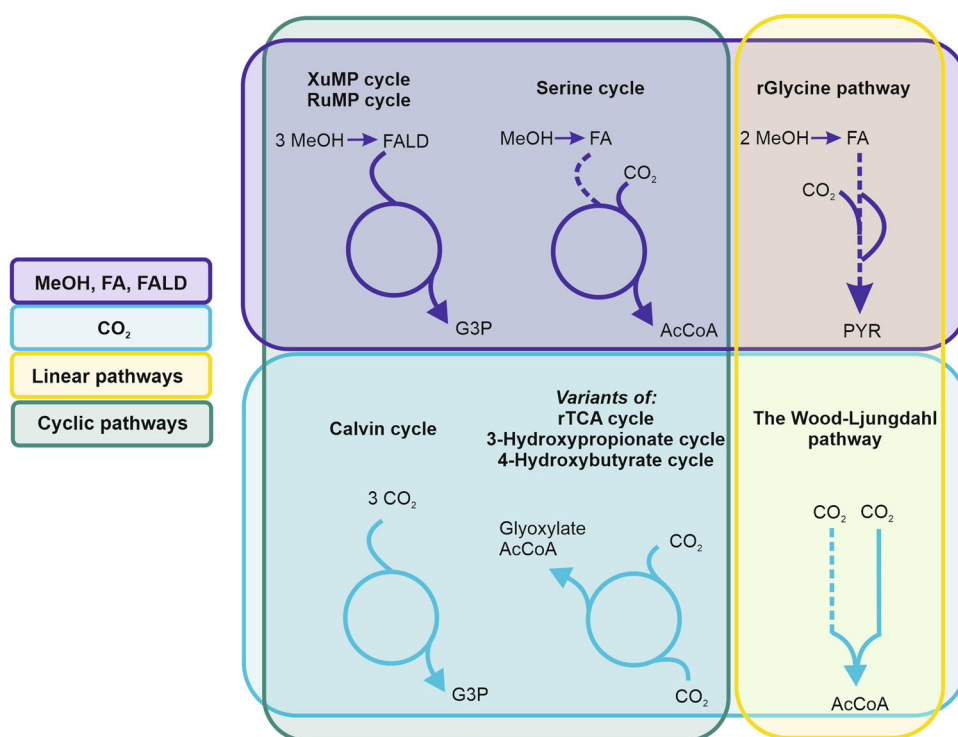 XuMP cycle
RuMP cycle
3 MeOH
FALD
G3P
Serine cycle
MeOH
FA
CO₂
AcCoA
rGlycine pathway
2 MeOH
FA
CO₂
PYR
MeOH, FA, FALD
CO₂
Linear pathways
Cyclic pathways
Calvin cycle
3 CO₂
G3P
Variants of:
rTCA cycle
3-Hydroxypropionate cycle
4-Hydroxybutyrate cycle
Glyoxylate
AcCoA
CO₂
CO₂
The Wood-Ljungdahl
pathway
CO₂ CO₂
AcCoA